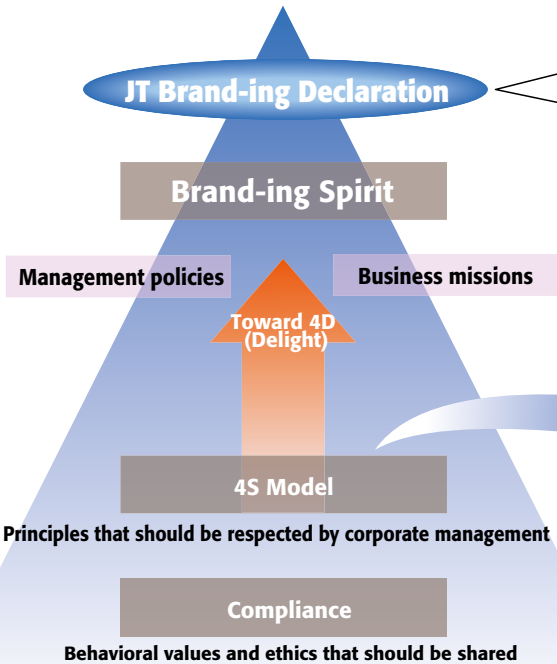 JT Brand-ing Declaration
Brand-ing Spirit
Management policies
Business missions
Toward 4D
(Delight)
4S Model
Principles that should be respected by corporate management
Compliance
Behavioral values and ethics that should be shared